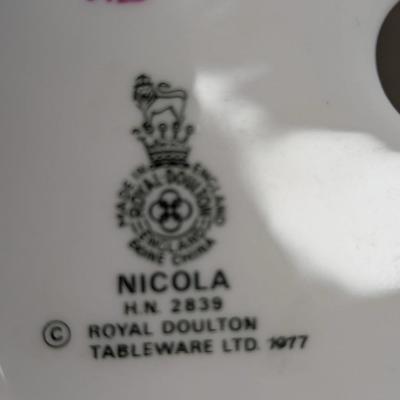 MADE IN ENGLAND
ROYAL DOULTON
ENGLAND
BONE CHINA
NICOLA
H.N. 2839
© ROYAL DOULTON
TABLEWARE LTD. 1977